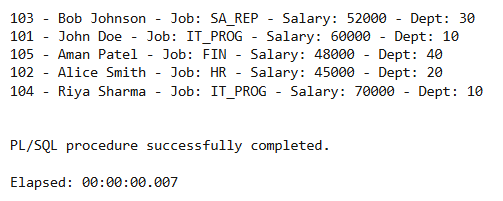 103 - Bob Johnson - Job: SA_REP - Salary: 52000 - Dept: 30
101 - John Doe - Job: IT_PROG - Salary: 60000 - Dept: 10
105 - Aman Patel - Job: FIN - Salary: 48000 - Dept: 40
102 - Alice Smith - Job: HR - Salary: 45000 - Dept: 20
104 - Riya Sharma - Job: IT_PROG - Salary: 70000 - Dept: 10
PL/SQL procedure successfully completed.
Elapsed: 00:00:00.007